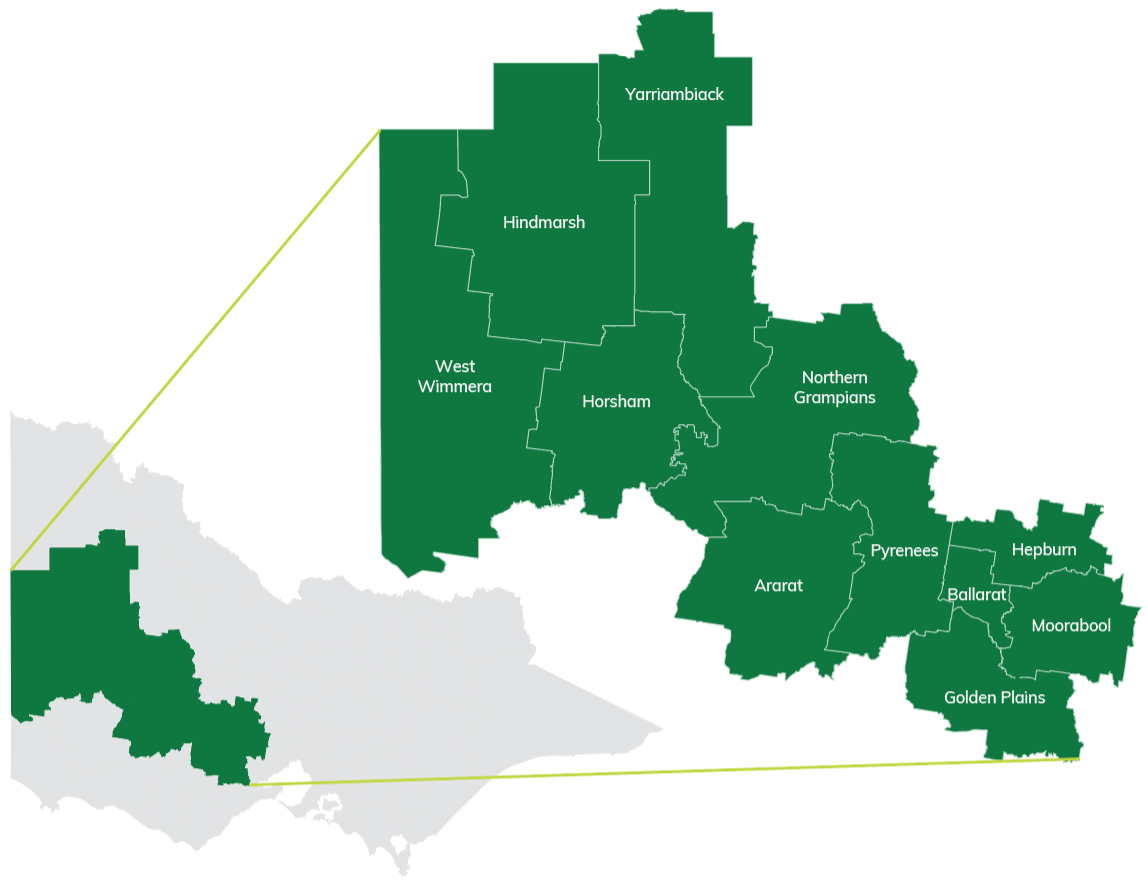 Yarriambiack
Hindmarsh
West
Wimmera
Horsham
Northern
Grampians
Pyrenees
Hepburn
Ararat
Ballarat
Moorabool
Golden Plains